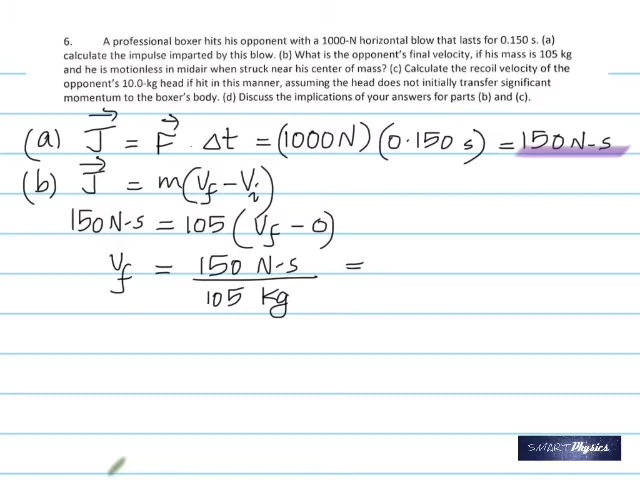 6. A professional boxer hits his opponent with a 1000-N horizontal blow that lasts for 0.150 s. (a)
calculate the impulse imparted by this blow. (b) What is the opponent's final velocity, if his mass is 105 kg
and he is motionless in midair when struck near his center of mass? (c) Calculate the recoil velocity of the
opponent's 10.0-kg head if hit in this manner, assuming the head does not initially transfer significant
momentum to the boxer's body. (d) Discuss the implications of your answers for parts (b) and (c).
(a) J⃗ = F⃗ · Δt = (1000N)(0.150 s) = 150 N-s
(b) J⃗ = m(Vf - Vi)
150 N-s = 105 (Vf - 0)
Vf = 150 N-s / 105 kg =
SMART Physics